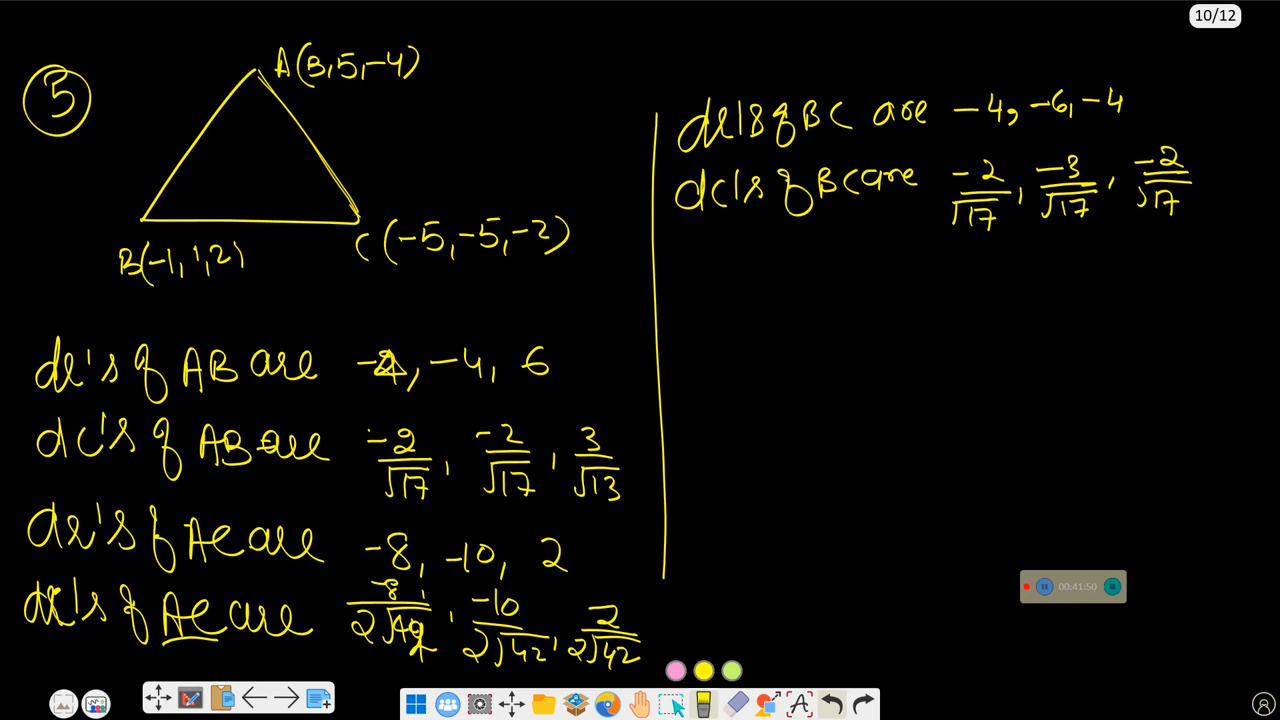 10/12
5
A(3,5,-4)
B(-1,1,2)
C(-5,-5,-2)
dr's of AB are -4, -4, 6
dc's of AB are -2/√17, -2/√17, 3/√13
dr's of AC are -8, -10, 2
dc's of AC are -8/2√42, -10/2√42, 2/2√42
dr's of BC are -4, -6, -4
dc's of BC are -2/√17, -3/√17, -2/√17
00:41:50